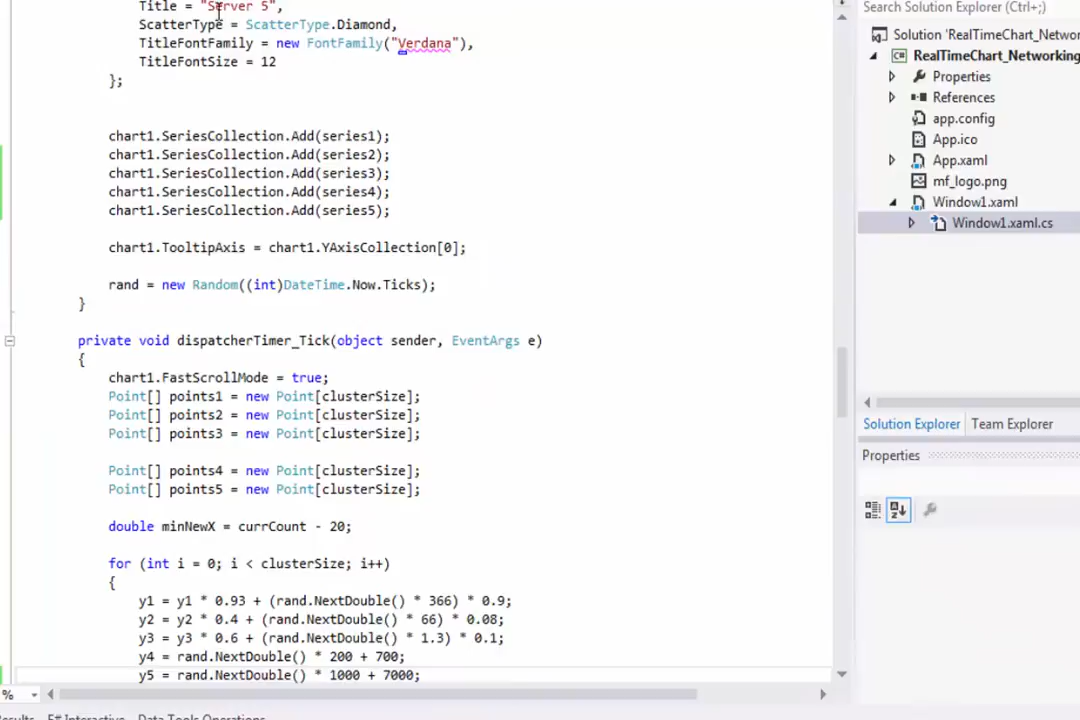 Title = "Server 5",
ScatterType = ScatterType.Diamond,
TitleFontFamily = new FontFamily("Verdana"),
TitleFontSize = 12
};
chart1.SeriesCollection.Add(series1);
chart1.SeriesCollection.Add(series2);
chart1.SeriesCollection.Add(series3);
chart1.SeriesCollection.Add(series4);
chart1.SeriesCollection.Add(series5);
chart1.TooltipAxis = chart1.YAxisCollection[0];
rand = new Random((int)DateTime.Now.Ticks);
}
private void dispatcherTimer_Tick(object sender, EventArgs e)
{
chart1.FastScrollMode = true;
Point[] points1 = new Point[clusterSize];
Point[] points2 = new Point[clusterSize];
Point[] points3 = new Point[clusterSize];
Point[] points4 = new Point[clusterSize];
Point[] points5 = new Point[clusterSize];
double minNewX = currCount - 20;
for (int i = 0; i < clusterSize; i++)
{
y1 = y1 * 0.93 + (rand.NextDouble() * 366) * 0.9;
y2 = y2 * 0.4 + (rand.NextDouble() * 66) * 0.08;
y3 = y3 * 0.6 + (rand.NextDouble() * 1.3) * 0.1;
y4 = rand.NextDouble() * 200 + 700;
y5 = rand.NextDouble() * 1000 + 7000;
%
F# Interactive Data Tools Operations
Search Solution Explorer (Ctrl+;)
Solution 'RealTimeChart_Netwo
C# RealTimeChart_Networking
Properties
References
app.config
App.ico
App.xaml
mf_logo.png
Window1.xaml
Window1.xaml.cs
Solution Explorer Team Explorer
Properties